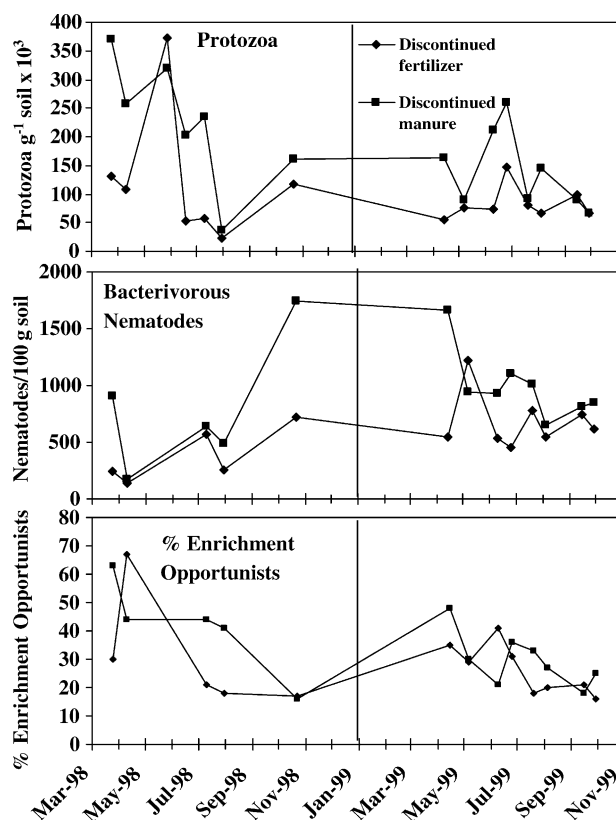 Protozoa
Discontinued
fertilizer
Discontinued
manure
Protozoa g⁻¹ soil x 10³
400
350
300
250
200
150
100
50
0
Bacterivorous
Nematodes
Nematodes/100 g soil
2000
1500
1000
500
0
% Enrichment
Opportunists
% Enrichment Opportunists
80
70
60
50
40
30
20
10
0
Mar-98
May-98
Jul-98
Sep-98
Nov-98
Jan-99
Mar-99
May-99
Jul-99
Sep-99
Nov-99